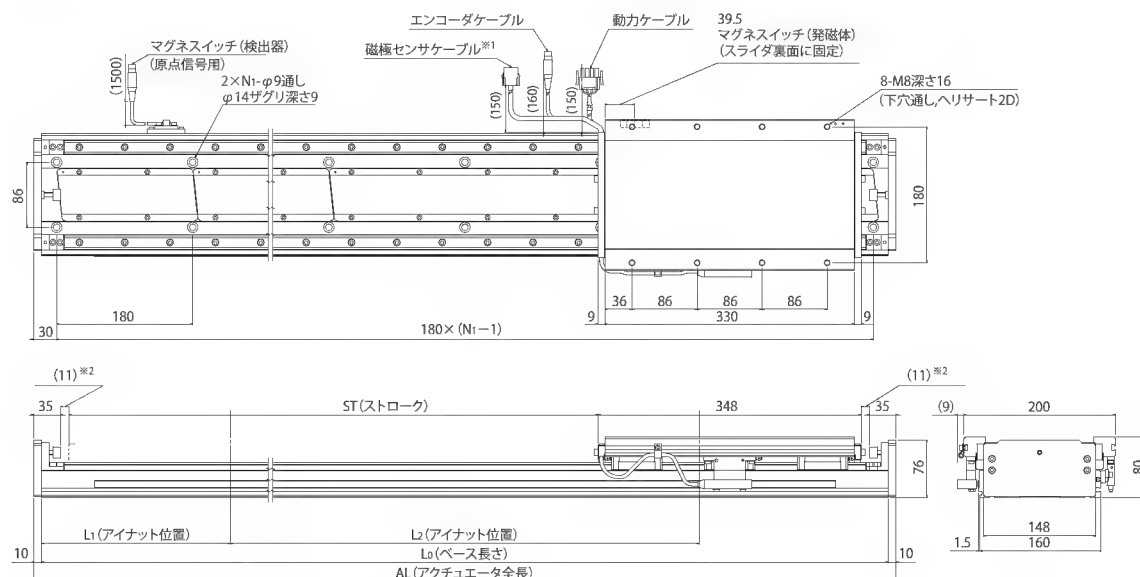 エンコーダケーブル
動力ケーブル
39.5
マグネスイッチ(発磁体)
(スライダ裏面に固定)
マグネスイッチ(検出器)
(原点信号用)
磁極センサケーブル※1
2×N1-φ9通し
φ14ザグリ深さ9
8-M8深さ16
(下穴通し,ヘリサート2D)
(1500)
(150)
(160)
(150)
86
180
36
86
86
86
180
9
330
9
30
180×(N1−1)
(11)※2
(11)※2
35
ST(ストローク)
348
35
(9)
200
76
80
L1(アイナット位置)
L2(アイナット位置)
148
10
L0(ベース長さ)
10
1.5
160
AL(アクチュエータ全長)